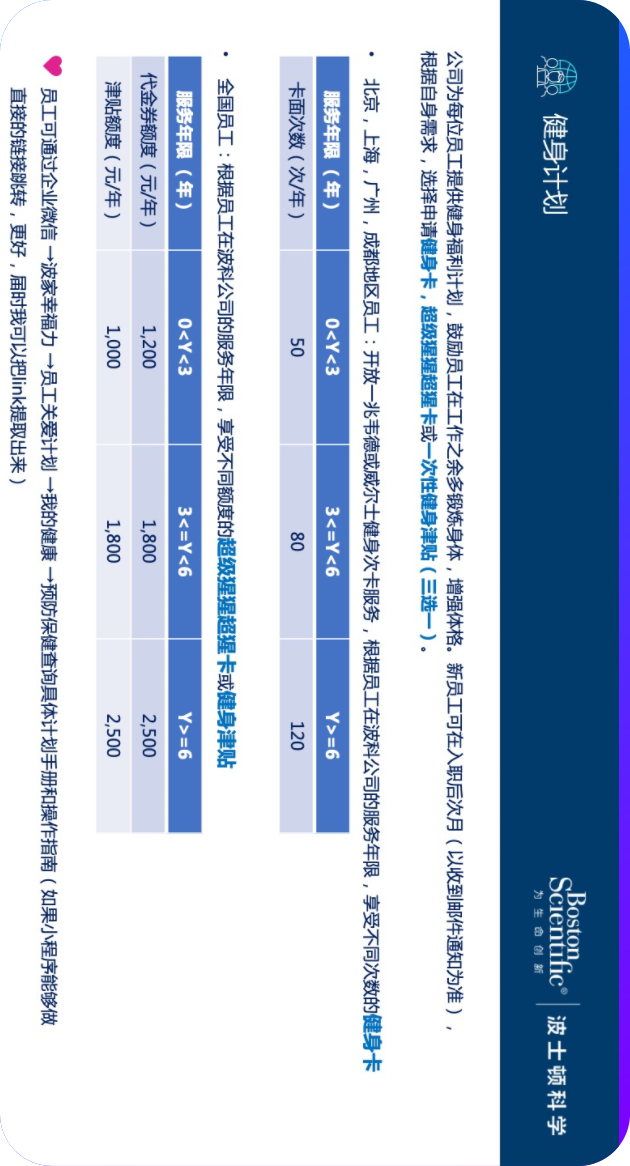 健身计划
Boston
Scientific®
为生命创新
波士顿科学
公司为每位员工提供健身福利计划，鼓励员工在工作之余多锻炼身体，增强体格。新员工可在入职后次月（以收到邮件通知为准），
根据自身需求，选择申请健身卡，超级猩猩超猩卡或一次性健身津贴（三选一）。
• 北京，上海，广州，成都地区员工：开放一兆韦德或威尔士健身次卡服务，根据员工在波科公司的服务年限，享受不同次数的健身卡
服务年限（年） 0<Y<3 3<=Y<6 Y>=6
卡面次数（次/年） 50 80 120
• 全国员工：根据员工在波科公司的服务年限，享受不同额度的超级猩猩超猩卡或健身津贴
服务年限（年） 0<Y<3 3<=Y<6 Y>=6
代金券额度（元/年） 1,200 1,800 2,500
津贴额度（元/年） 1,000 1,800 2,500
员工可通过企业微信→波家幸福力→员工关爱计划→我的健康→预防保健查询具体计划手册和操作指南（如果小程序能够做
直接的链接跳转，更好，届时我可以把link提取出来）